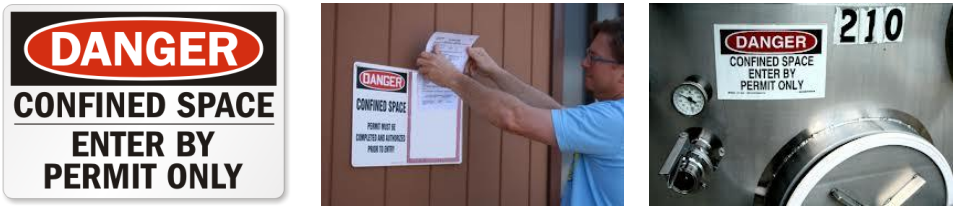 DANGER
CONFINED SPACE
ENTER BY
PERMIT ONLY
DANGER
CONFINED SPACE
PERMIT MUST BE
COMPLETED AND AUTHORIZED
PRIOR TO ENTRY
210
DANGER
CONFINED SPACE
ENTER BY
PERMIT ONLY